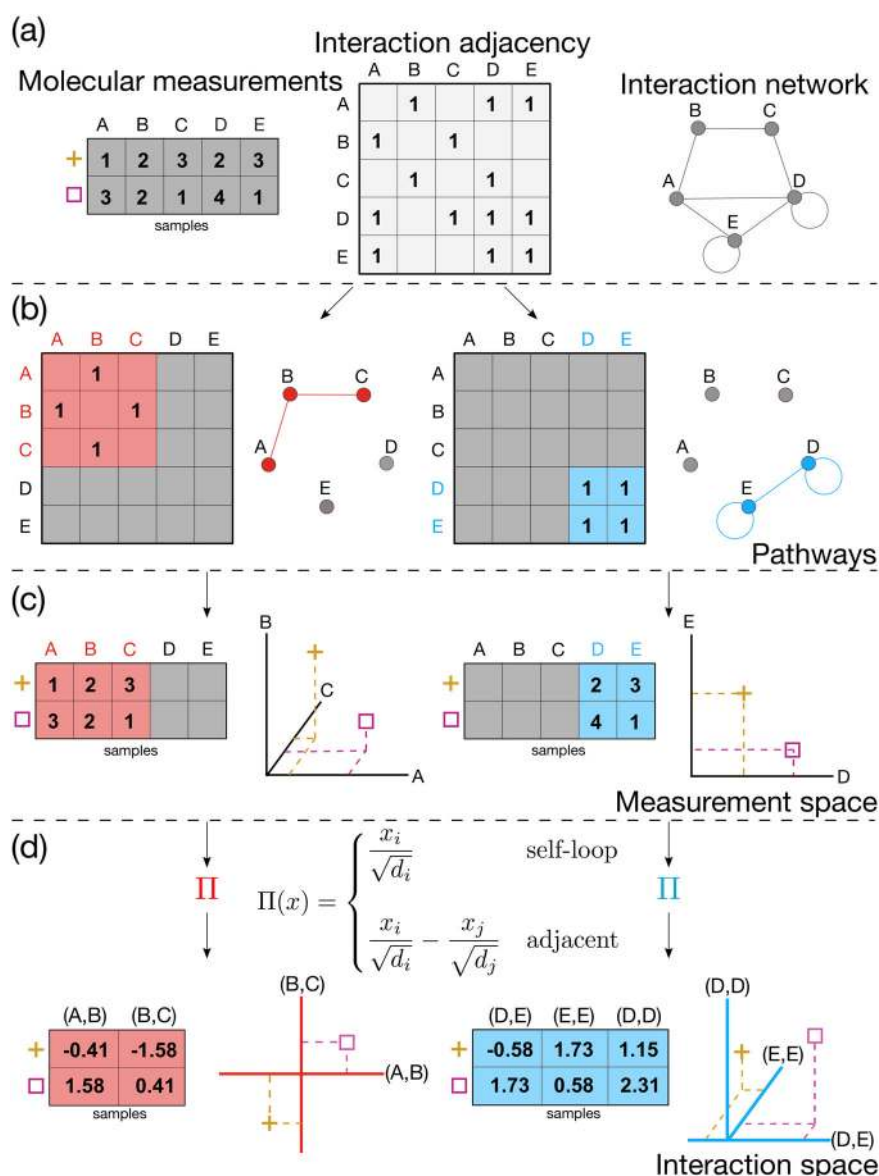 (a)
Interaction adjacency
Molecular measurements
Interaction network
A B C D E
1 2 3 2 3
3 2 1 4 1
samples
A B C D E
A 1 1 1
B 1 1
C 1 1
D 1 1 1 1
E 1 1 1
B C
A D
E
(b)
A B C D E
A 1
B 1 1
C 1
D
E
B C
A D
E
A B C D E
A
B
C
D 1 1
E 1 1
B C
A D
E
Pathways
(c)
A B C D E
1 2 3
3 2 1
samples
B
C
A
A B C D E
2 3
4 1
samples
E
D
Measurement space
(d)
Π
Π(x) = { x_i / √d_i self-loop
x_i / √d_i − x_j / √d_j adjacent
Π
(A,B) (B,C)
-0.41 -1.58
1.58 0.41
samples
(B,C)
(A,B)
(D,E) (E,E) (D,D)
-0.58 1.73 1.15
1.73 0.58 2.31
samples
(D,D)
(E,E)
(D,E)
Interaction space